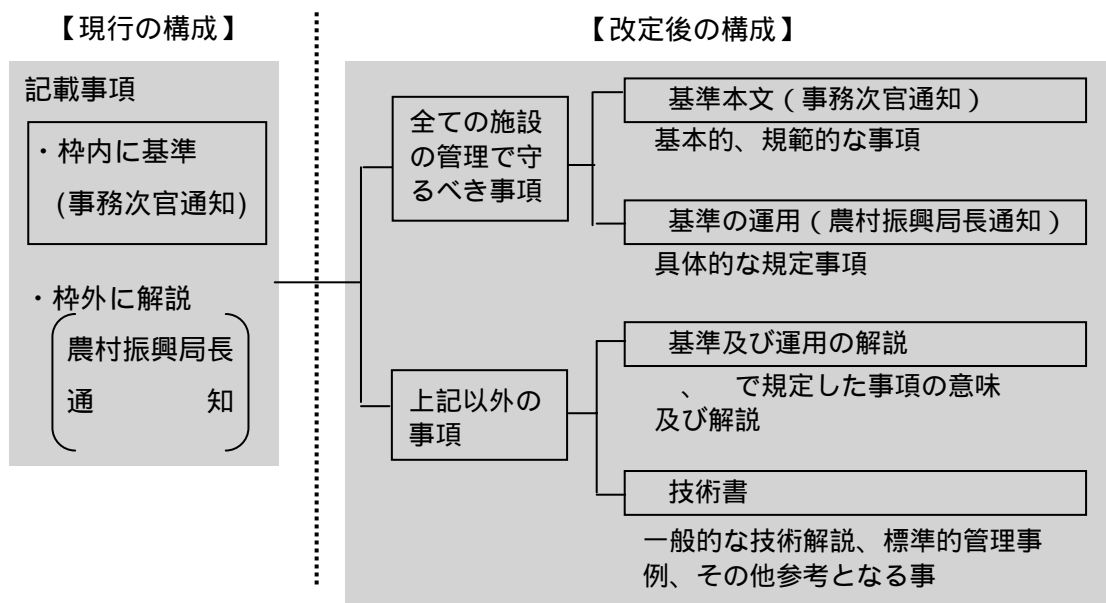 【現行の構成】
記載事項
・枠内に基準
(事務次官通知)
・枠外に解説
農村振興局長
通 知
【改定後の構成】
全ての施設
の管理で守
るべき事項
基準本文(事務次官通知)
基本的、規範的な事項
基準の運用(農村振興局長通知)
具体的な規定事項
上記以外の
事項
基準及び運用の解説
、 で規定した事項の意味
及び解説
技術書
一般的な技術解説、標準的管理事
例、その他参考となる事